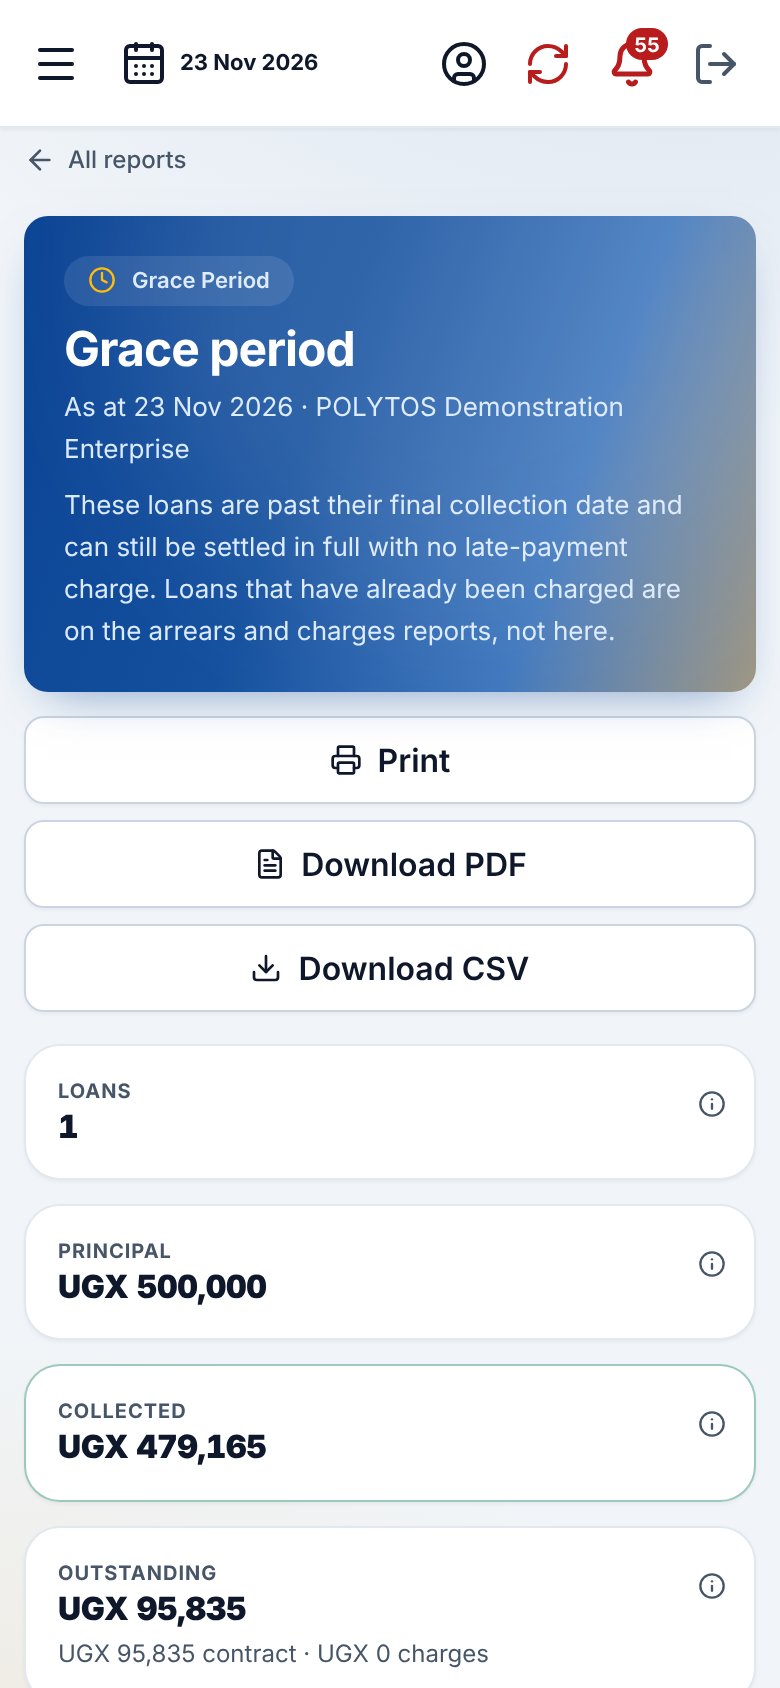 23 Nov 2026
55
All reports
Grace Period
Grace period
As at 23 Nov 2026 · POLYTOS Demonstration
Enterprise
These loans are past their final collection date and
can still be settled in full with no late-payment
charge. Loans that have already been charged are
on the arrears and charges reports, not here.
Print
Download PDF
Download CSV
LOANS
1
PRINCIPAL
UGX 500,000
COLLECTED
UGX 479,165
OUTSTANDING
UGX 95,835
UGX 95,835 contract · UGX 0 charges